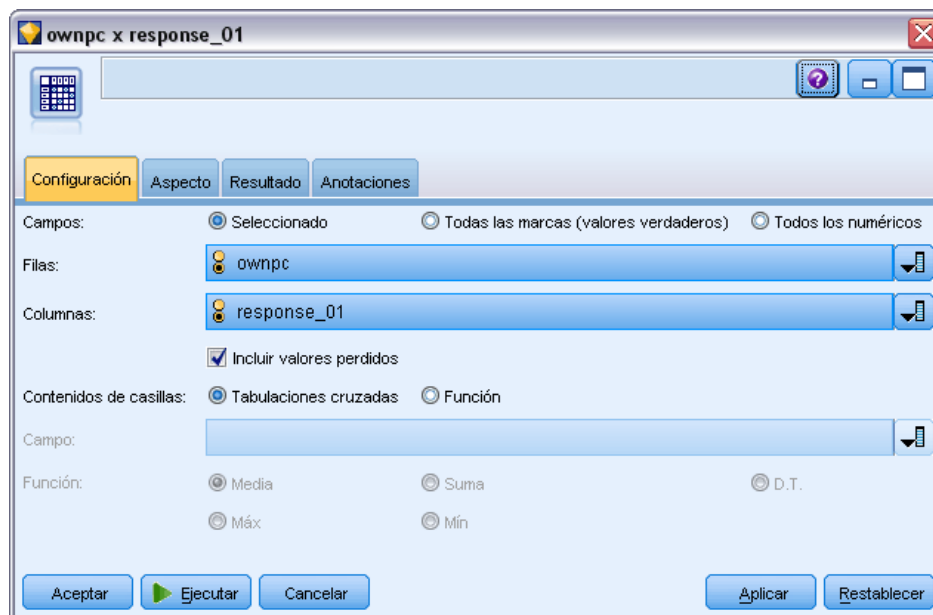 ownpc x response_01
Configuración Aspecto Resultado Anotaciones
Campos: Seleccionado Todas las marcas (valores verdaderos) Todos los numéricos
Filas: ownpc
Columnas: response_01
Incluir valores perdidos
Contenidos de casillas: Tabulaciones cruzadas Función
Campo:
Función: Media Suma D.T.
Máx Mín
Aceptar Ejecutar Cancelar Aplicar Restablecer